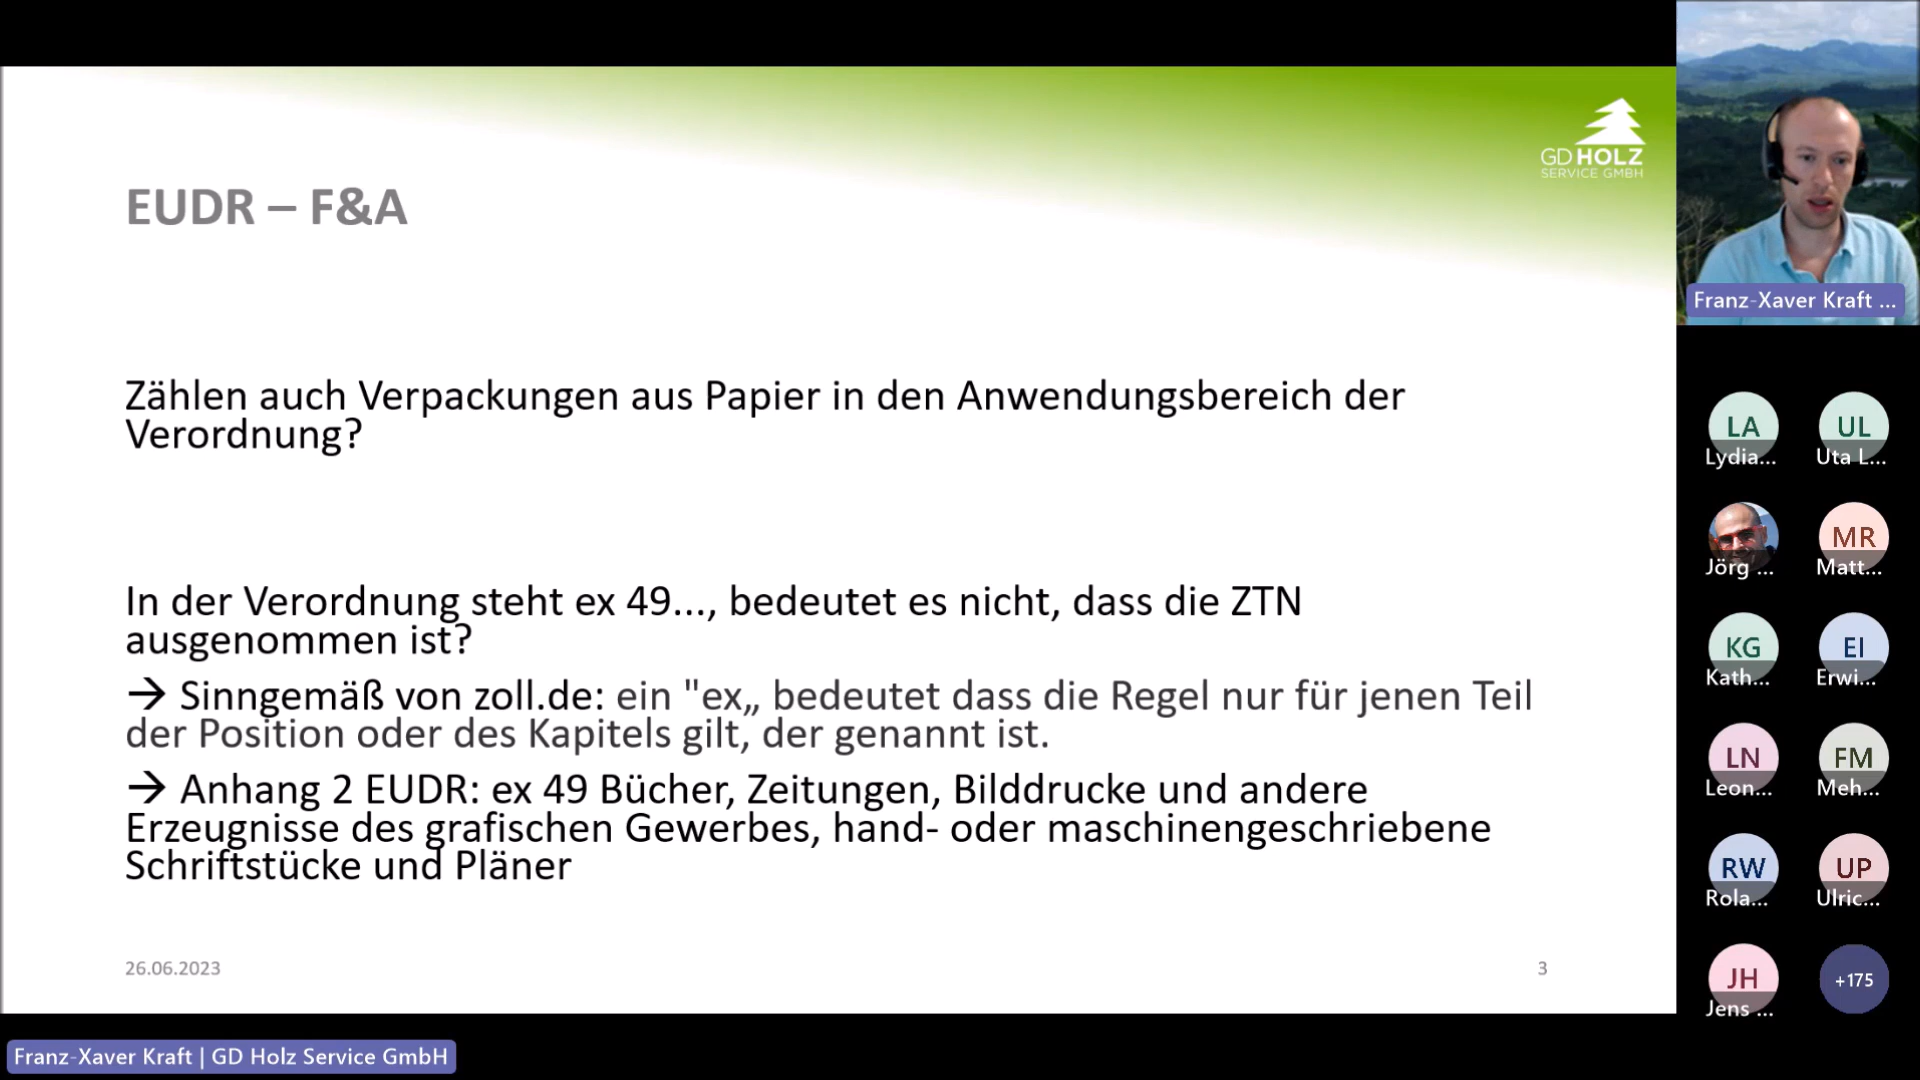 GD HOLZ
SERVICE GMBH
EUDR – F&A
Zählen auch Verpackungen aus Papier in den Anwendungsbereich der
Verordnung?
In der Verordnung steht ex 49..., bedeutet es nicht, dass die ZTN
ausgenommen ist?
→ Sinngemäß von zoll.de: ein "ex„ bedeutet dass die Regel nur für jenen Teil
der Position oder des Kapitels gilt, der genannt ist.
→ Anhang 2 EUDR: ex 49 Bücher, Zeitungen, Bilddrucke und andere
Erzeugnisse des grafischen Gewerbes, hand- oder maschinengeschriebene
Schriftstücke und Pläner
26.06.2023
3
Franz-Xaver Kraft | GD Holz Service GmbH
Franz-Xaver Kraft ...
LA
Lydia...
UL
Uta L...
Jörg ...
MR
Matt...
KG
Kath...
EI
Erwi...
LN
Leon...
FM
Meh...
RW
Rola...
UP
Ulric...
JH
Jens ...
+175